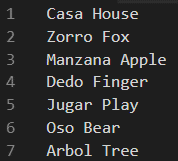 1 Casa House
2 Zorro Fox
3 Manzana Apple
4 Dedo Finger
5 Jugar Play
6 Oso Bear
7 Arbol Tree